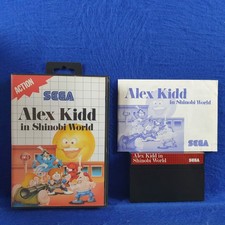 ACTION
SEGA
Alex Kidd
in Shinobi World
Alex Kidd
in Shinobi World
SEGA
Alex Kidd in
Shinobi World
SEGA